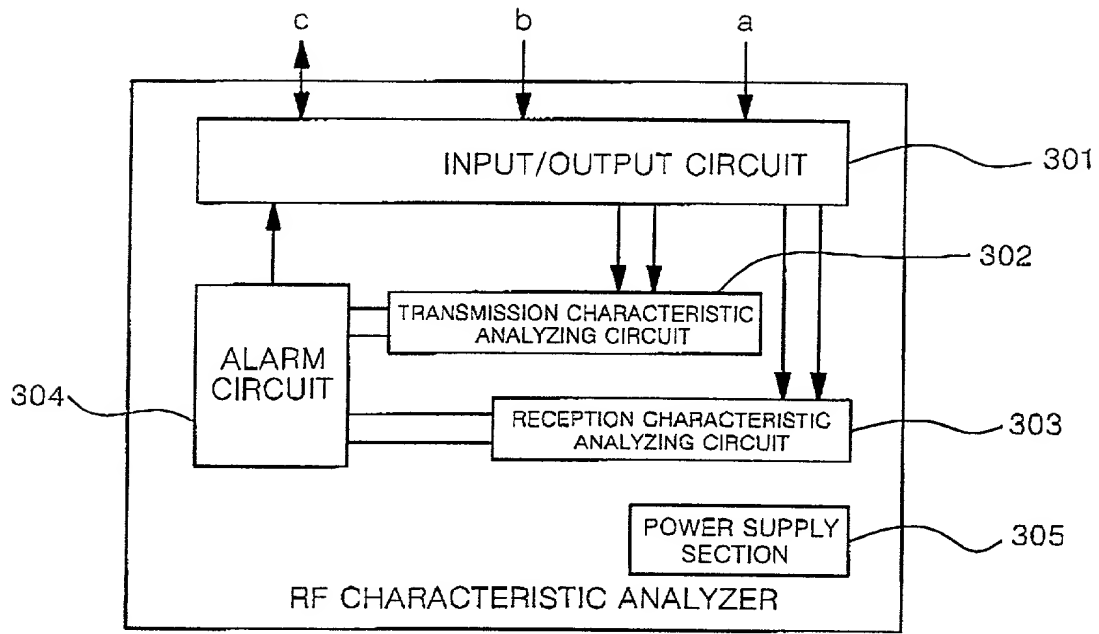 c
b
a
INPUT/OUTPUT CIRCUIT
301
302
TRANSMISSION CHARACTERISTIC
ANALYZING CIRCUIT
ALARM
CIRCUIT
304
RECEPTION CHARACTERISTIC
ANALYZING CIRCUIT
303
POWER SUPPLY
SECTION
305
RF CHARACTERISTIC ANALYZER